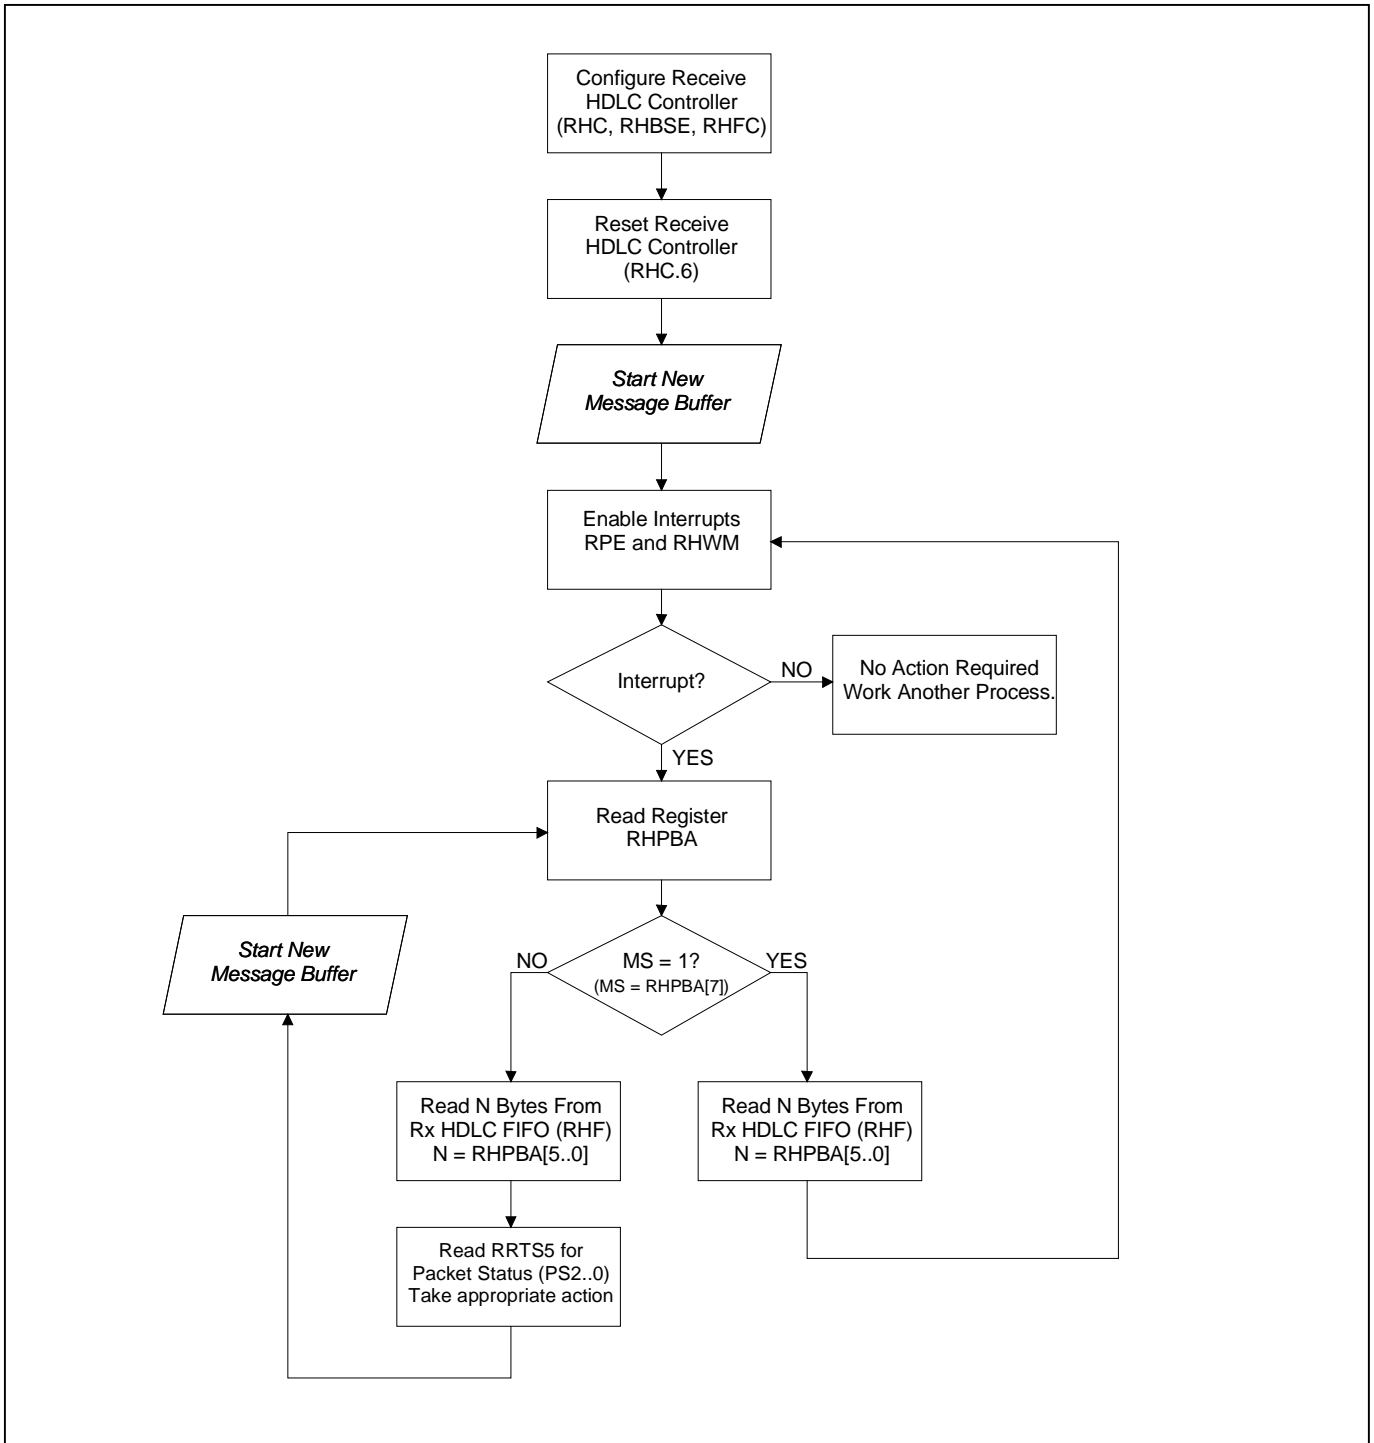 Configure Receive
HDLC Controller
(RHC, RHBSE, RHFC)
Reset Receive
HDLC Controller
(RHC.6)
Start New
Message Buffer
Enable Interrupts
RPE and RHWM
Interrupt?
NO
No Action Required
Work Another Process.
YES
Read Register
RHPBA
Start New
Message Buffer
NO
MS = 1?
(MS = RHPBA[7])
YES
Read N Bytes From
Rx HDLC FIFO (RHF)
N = RHPBA[5..0]
Read N Bytes From
Rx HDLC FIFO (RHF)
N = RHPBA[5..0]
Read RRTS5 for
Packet Status (PS2..0)
Take appropriate action